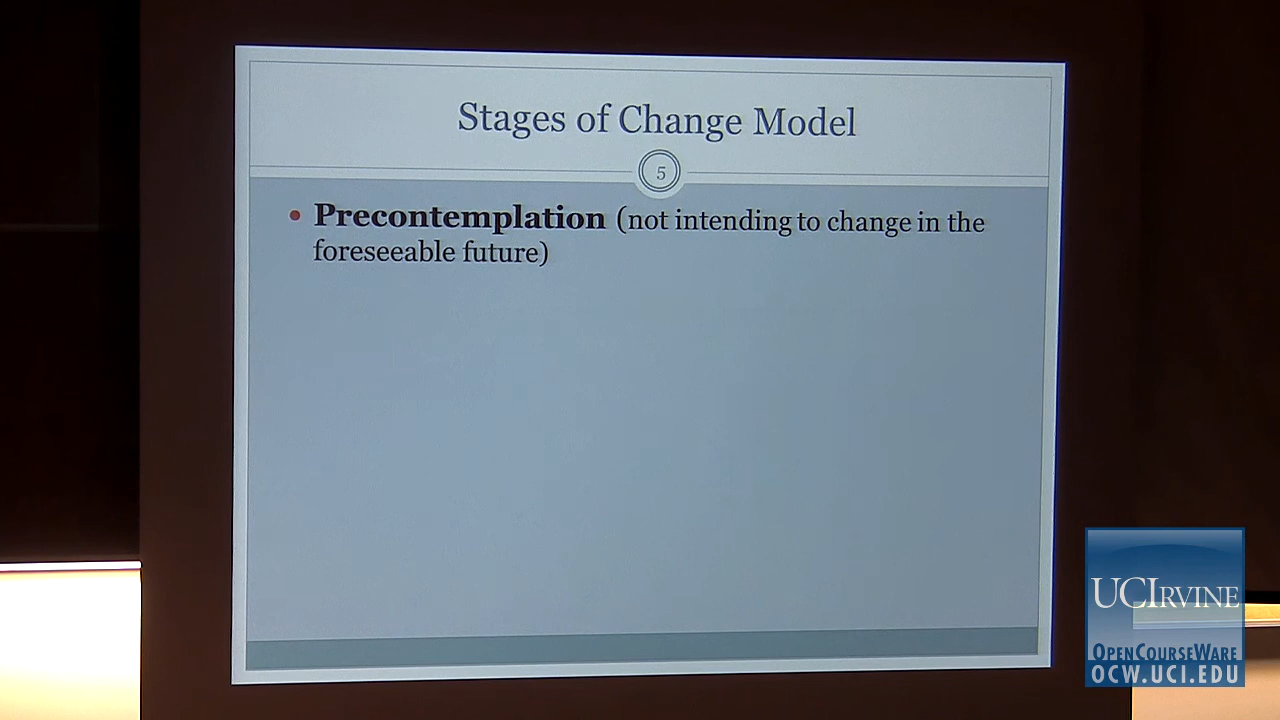 Stages of Change Model
5
• Precontemplation (not intending to change in the
foreseeable future)
UCIRVINE
OPENCOURSEWARE
OCW.UCI.EDU